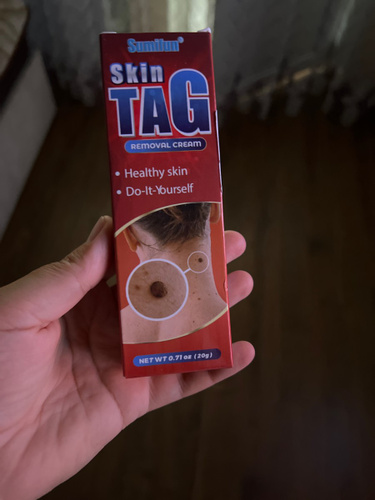 Sumifun®
Skin
TAG
REMOVAL CREAM
• Healthy skin
• Do-It-Yourself
NET WT 0.71 oz (20g)